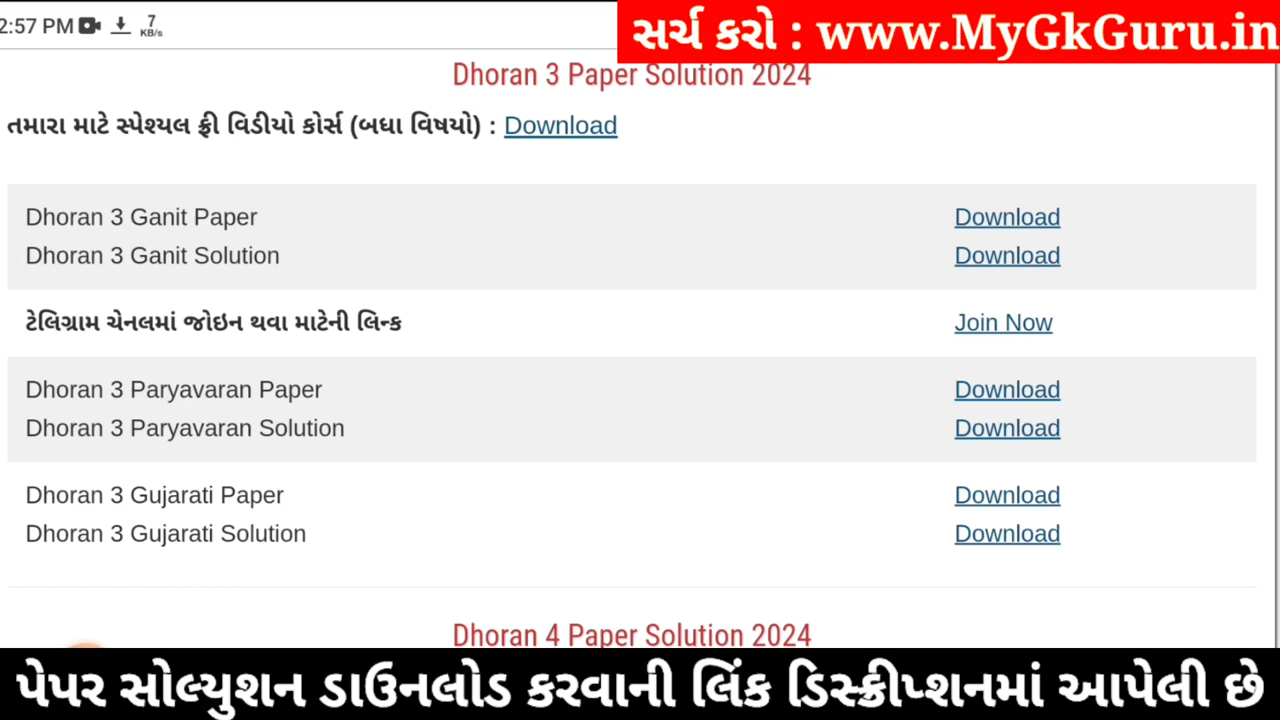 2:57 PM 7 KB/s
સર્ચ કરો : www.MyGkGuru.in
Dhoran 3 Paper Solution 2024
તમારા માટે સ્પેશ્યલ ફ્રી વિડીયો કોર્સ (બધા વિષયો) : Download
Dhoran 3 Ganit Paper Download
Dhoran 3 Ganit Solution Download
ટેલિગ્રામ ચેનલમાં જોઇન થવા માટેની લિન્ક Join Now
Dhoran 3 Paryavaran Paper Download
Dhoran 3 Paryavaran Solution Download
Dhoran 3 Gujarati Paper Download
Dhoran 3 Gujarati Solution Download
Dhoran 4 Paper Solution 2024
પેપર સોલ્યુશન ડાઉનલોડ કરવાની લિંક ડિસ્ક્રીપ્શનમાં આપેલી છે